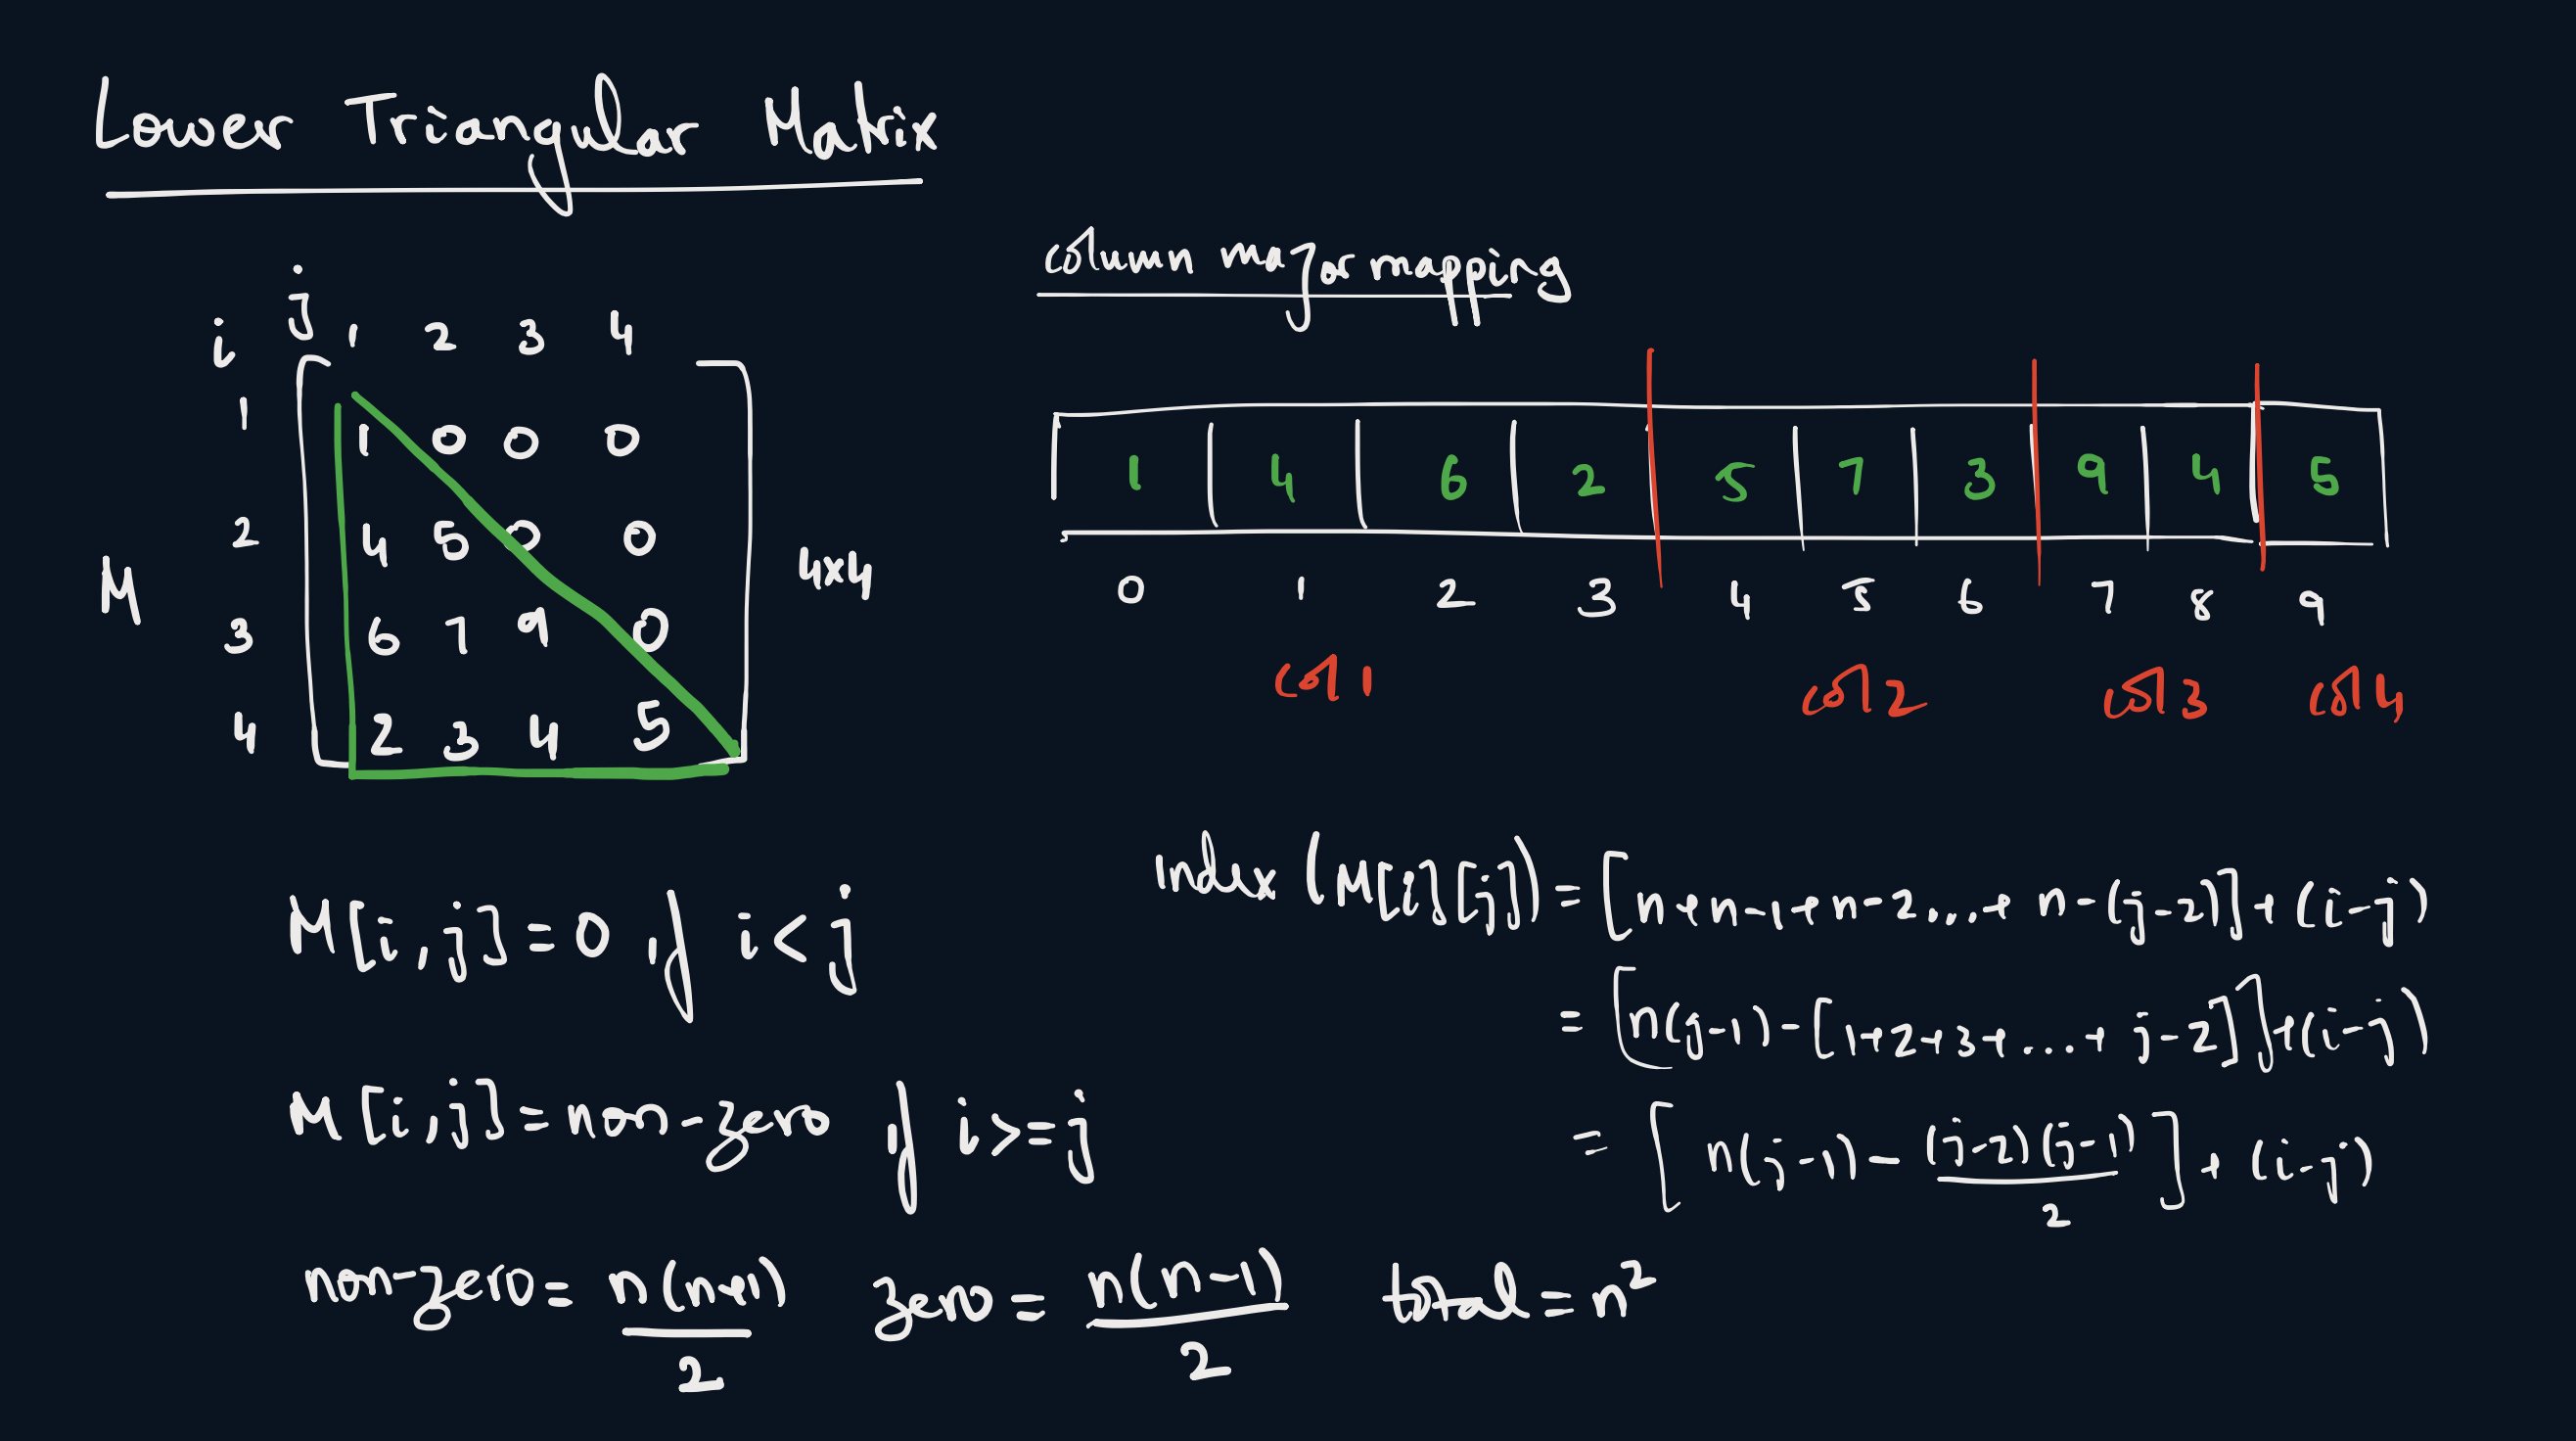 Lower Triangular Matrix
j
i 1 2 3 4
1 1 0 0 0
2 4 5 0 0
M 4x4
3 6 7 9 0
4 2 3 4 5
column major mapping
1 4 6 2 5 7 3 9 4 5
0 1 2 3 4 5 6 7 8 9
col 1 col 2 col 3 col 4
M[i,j] = 0 if i < j
M[i,j] = non-zero if i >= j
non-zero = n(n+1)/2 zero = n(n-1)/2 total = n²
Index (M[i][j]) = [n+n-1+n-2...+ n-(j-2)] + (i-j)
= [n(j-1) - [1+2+3+...+ j-2]] + (i-j)
= [n(j-1) - (j-2)(j-1)/2] + (i-j)